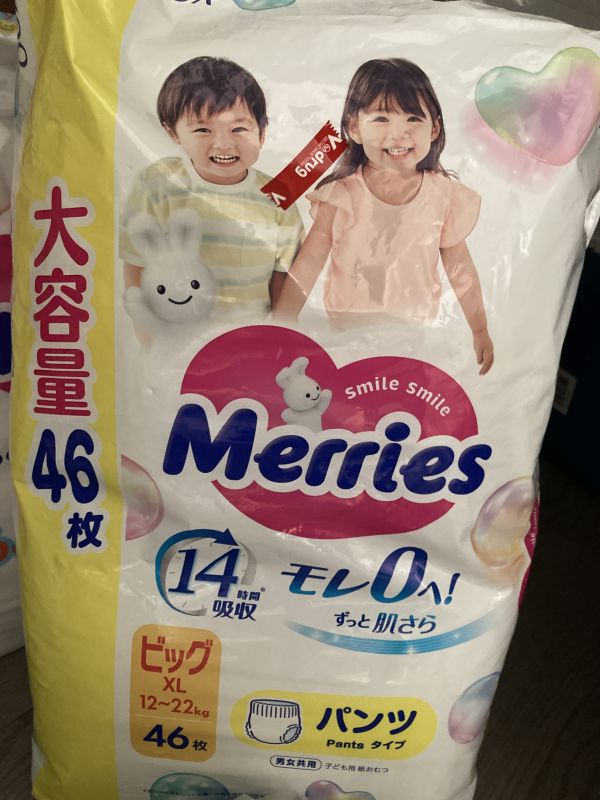 大容量
46
枚
V drug
Smile Smile
Merries
14
時間*
吸収
モレ0へ!
ずっと肌さら
ビッグ
XL
12~22kg
46枚
パンツ
Pants タイプ
男女共用 子ども用 紙おむつ